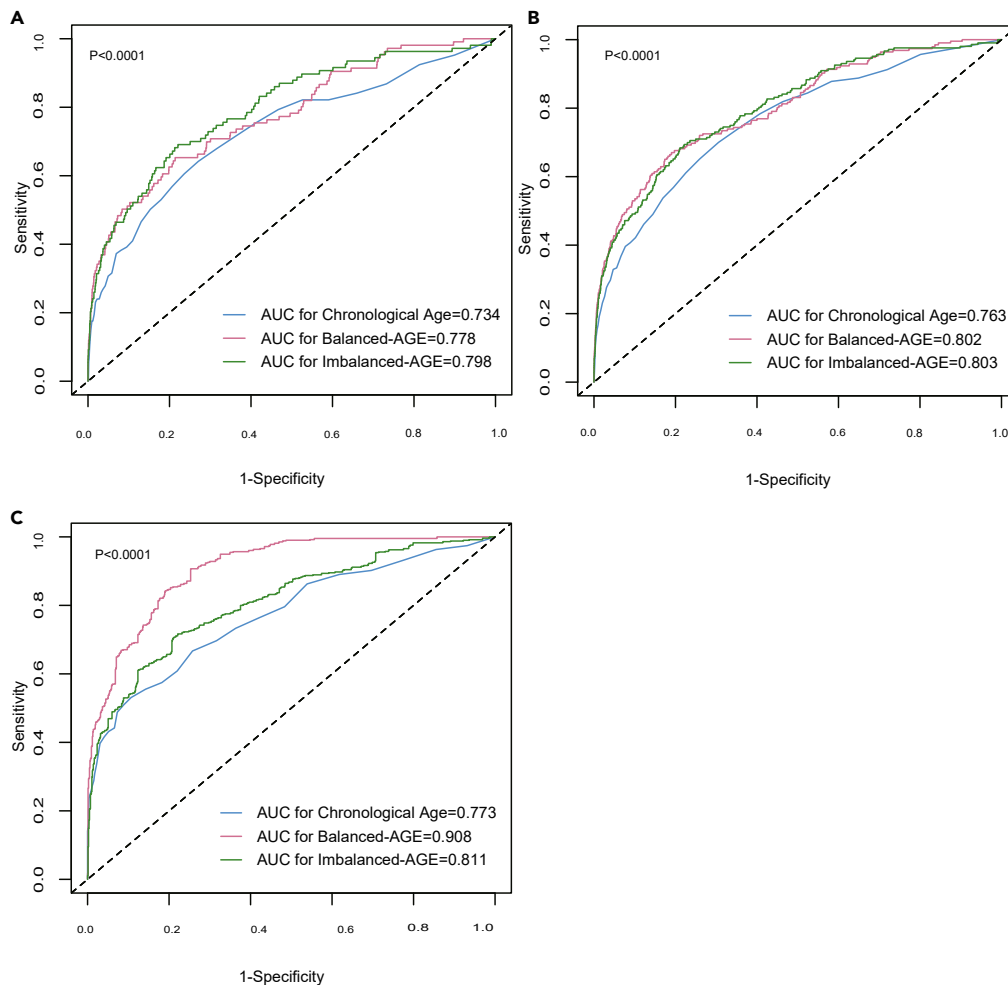 A
P<0.0001
1.0
0.8
0.6
0.4
0.2
0.0
Sensitivity
AUC for Chronological Age=0.734
AUC for Balanced-AGE=0.778
AUC for Imbalanced-AGE=0.798
0.0 0.2 0.4 0.6 0.8 1.0
1-Specificity
B
P<0.0001
1.0
0.8
0.6
0.4
0.2
0.0
Sensitivity
AUC for Chronological Age=0.763
AUC for Balanced-AGE=0.802
AUC for Imbalanced-AGE=0.803
0.0 0.2 0.4 0.6 0.8 1.0
1-Specificity
C
P<0.0001
1.0
0.8
0.6
0.4
0.2
0.0
Sensitivity
AUC for Chronological Age=0.773
AUC for Balanced-AGE=0.908
AUC for Imbalanced-AGE=0.811
0.0 0.2 0.4 0.6 0.8 1.0
1-Specificity